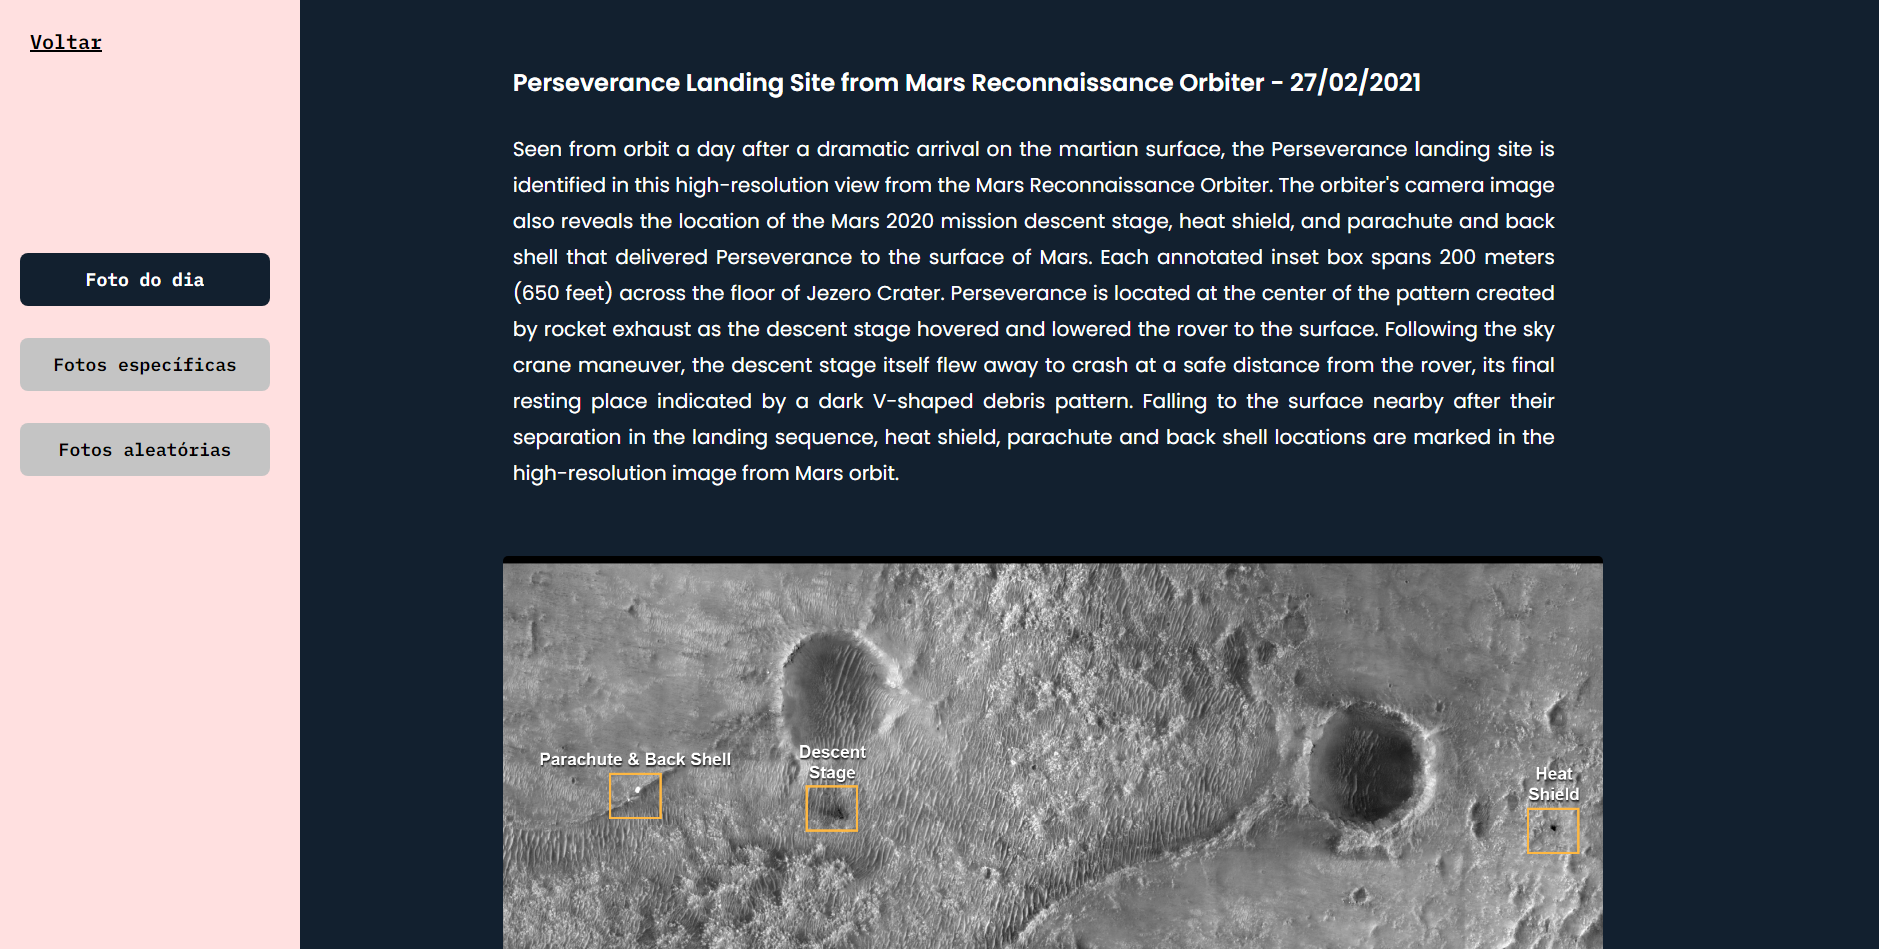 Voltar
Foto do dia
Fotos específicas
Fotos aleatórias
Perseverance Landing Site from Mars Reconnaissance Orbiter - 27/02/2021
Seen from orbit a day after a dramatic arrival on the martian surface, the Perseverance landing site is
identified in this high-resolution view from the Mars Reconnaissance Orbiter. The orbiter's camera image
also reveals the location of the Mars 2020 mission descent stage, heat shield, and parachute and back
shell that delivered Perseverance to the surface of Mars. Each annotated inset box spans 200 meters
(650 feet) across the floor of Jezero Crater. Perseverance is located at the center of the pattern created
by rocket exhaust as the descent stage hovered and lowered the rover to the surface. Following the sky
crane maneuver, the descent stage itself flew away to crash at a safe distance from the rover, its final
resting place indicated by a dark V-shaped debris pattern. Falling to the surface nearby after their
separation in the landing sequence, heat shield, parachute and back shell locations are marked in the
high-resolution image from Mars orbit.
Parachute & Back Shell
Descent
Stage
Heat
Shield